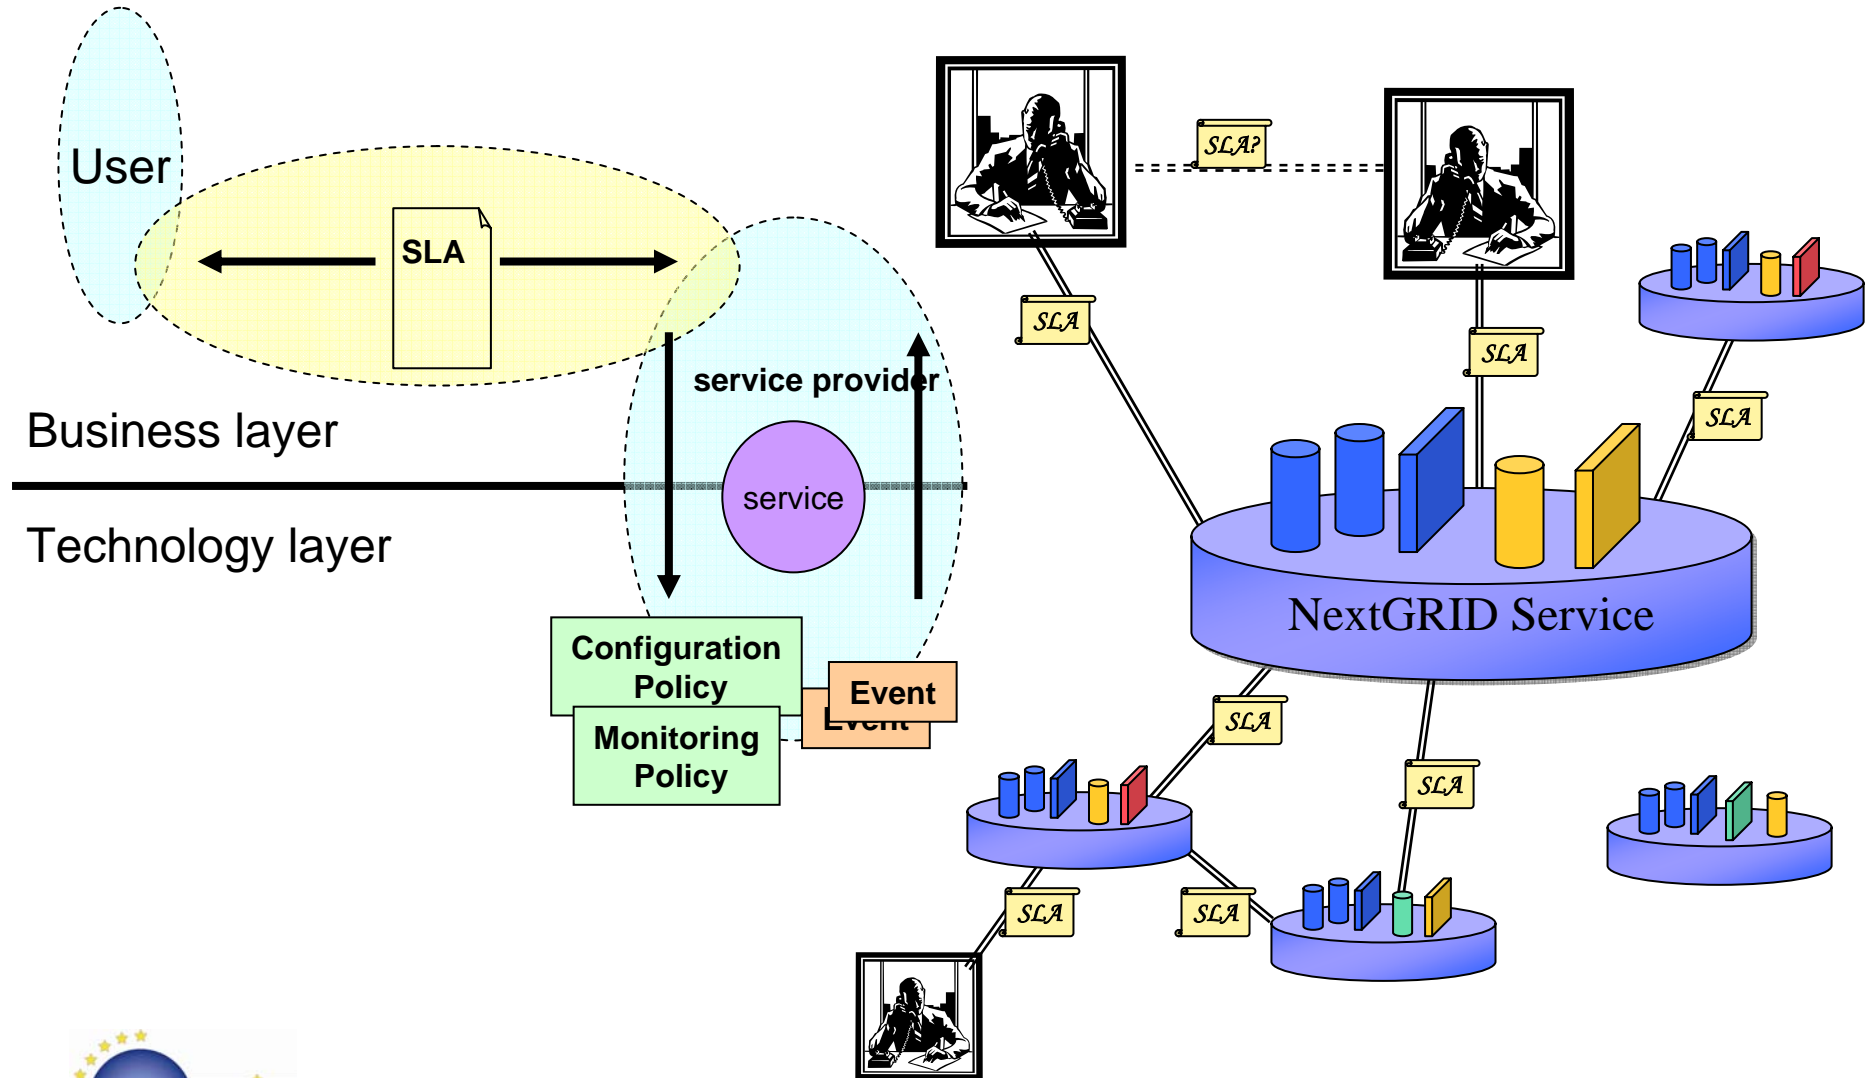 User
SLA
service provider
Business layer
service
Technology layer
Configuration
Policy
Monitoring
Policy
Event
Event
SLA?
SLA
SLA
SLA
NextGRID Service
SLA
SLA
SLA
SLA